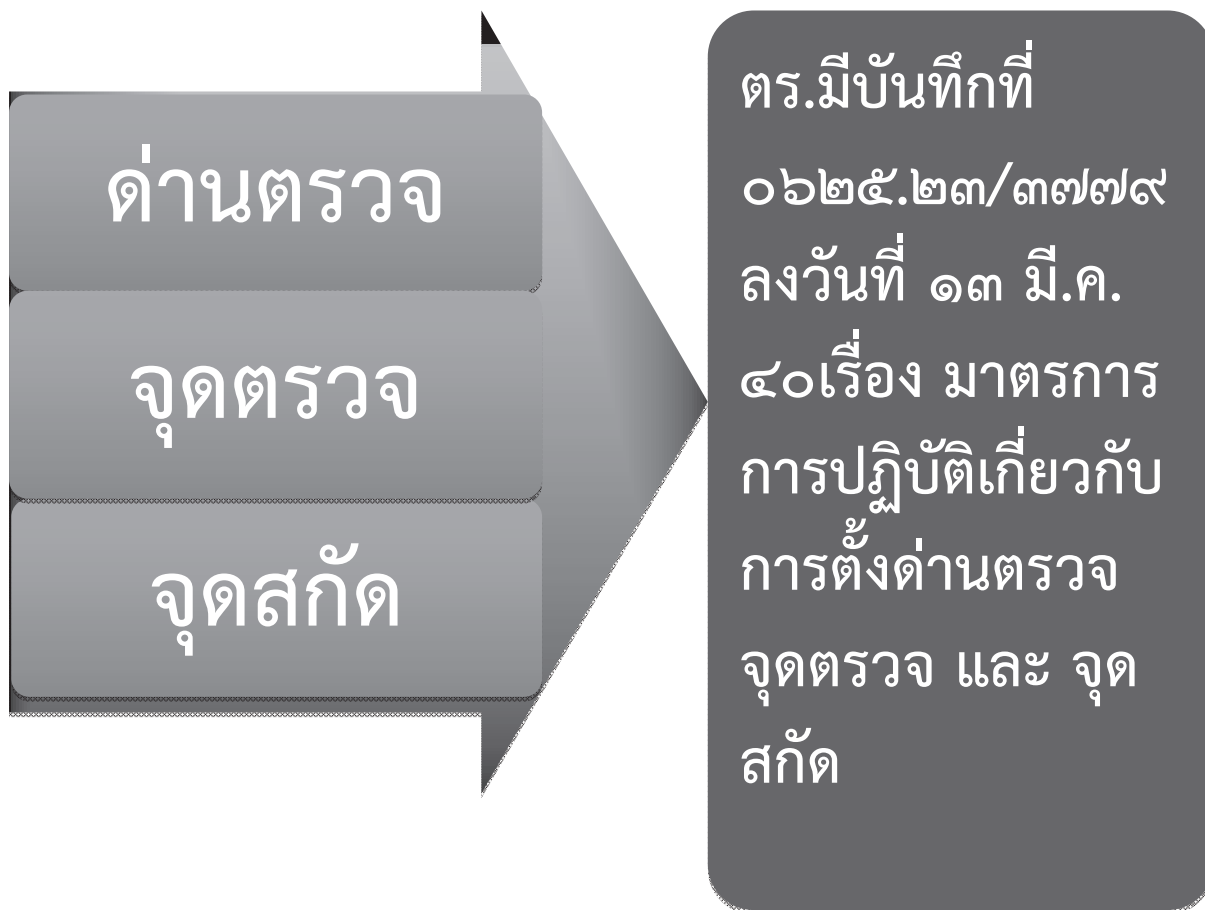 ด่านตรวจ
จุดตรวจ
จุดสกัด
ตร.มีบันทึกที่
๐๖๒๕.๒๓/๓๗๗๙
ลงวันที่ ๑๓ มี.ค.
๔๐เรื่อง มาตรการ
การปฏิบัติเกี่ยวกับ
การตั้งด่านตรวจ
จุดตรวจ และ จุด
สกัด